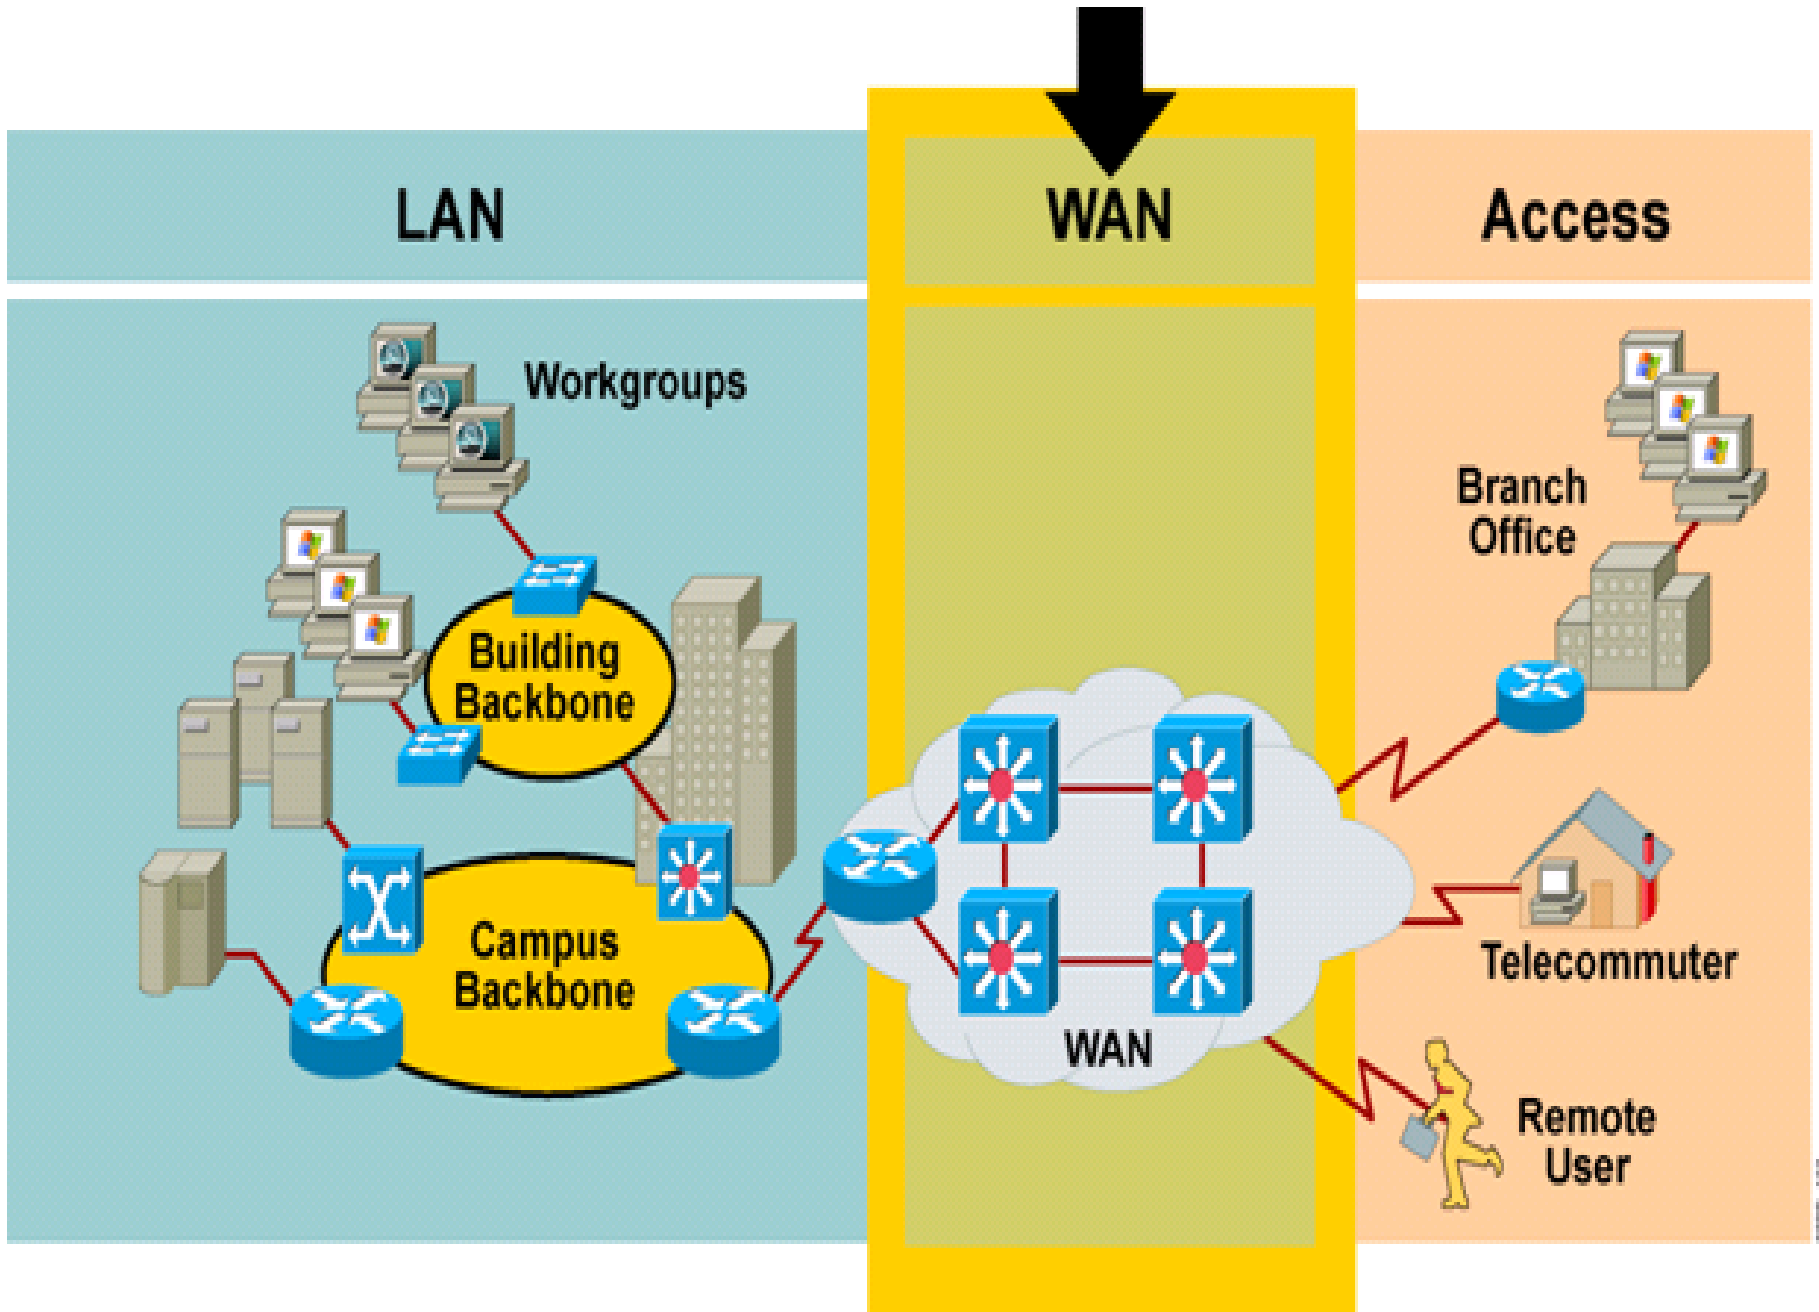 LAN
WAN
Access
Workgroups
Building
Backbone
Campus
Backbone
WAN
Branch
Office
Telecommuter
Remote
User